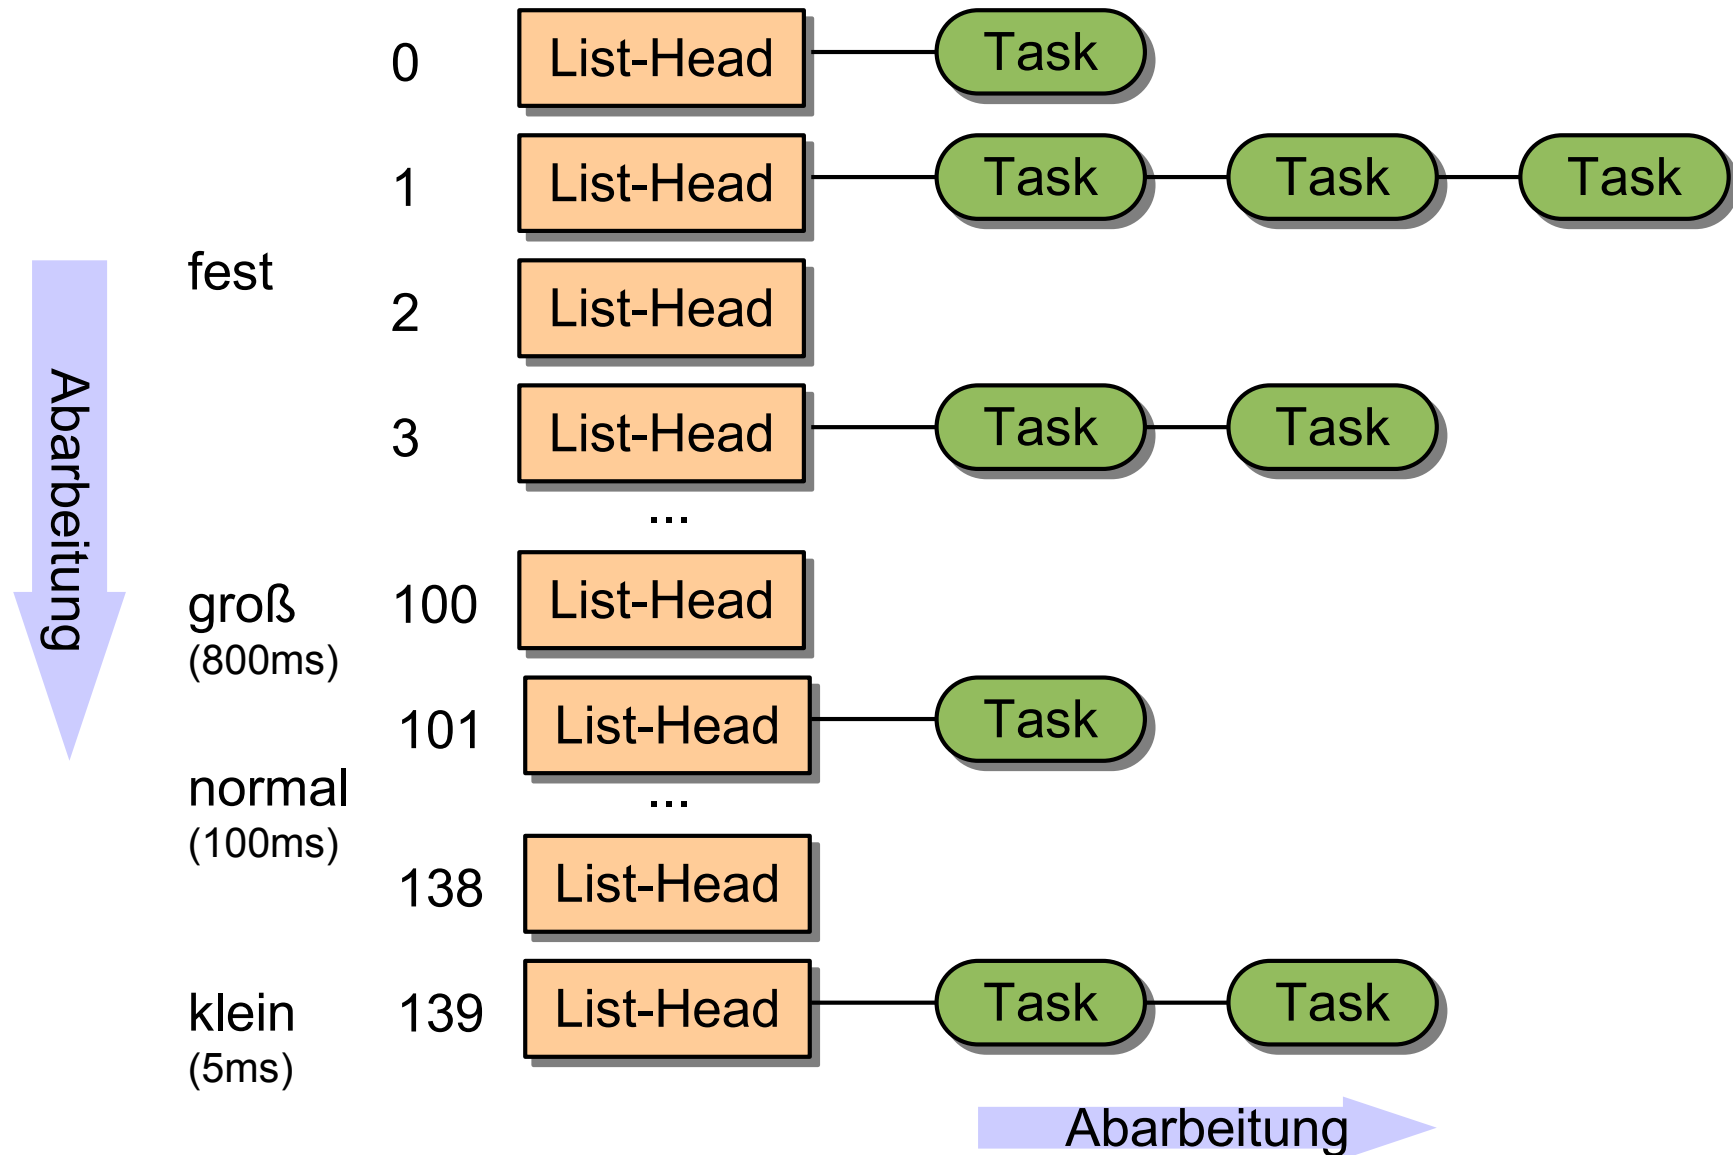 0 List-Head Task
1 List-Head Task Task Task
fest
2 List-Head
3 List-Head Task Task
...
groß 100 List-Head
(800ms)
101 List-Head Task
normal ...
(100ms)
138 List-Head
klein 139 List-Head Task Task
(5ms)
Abarbeitung
Abarbeitung